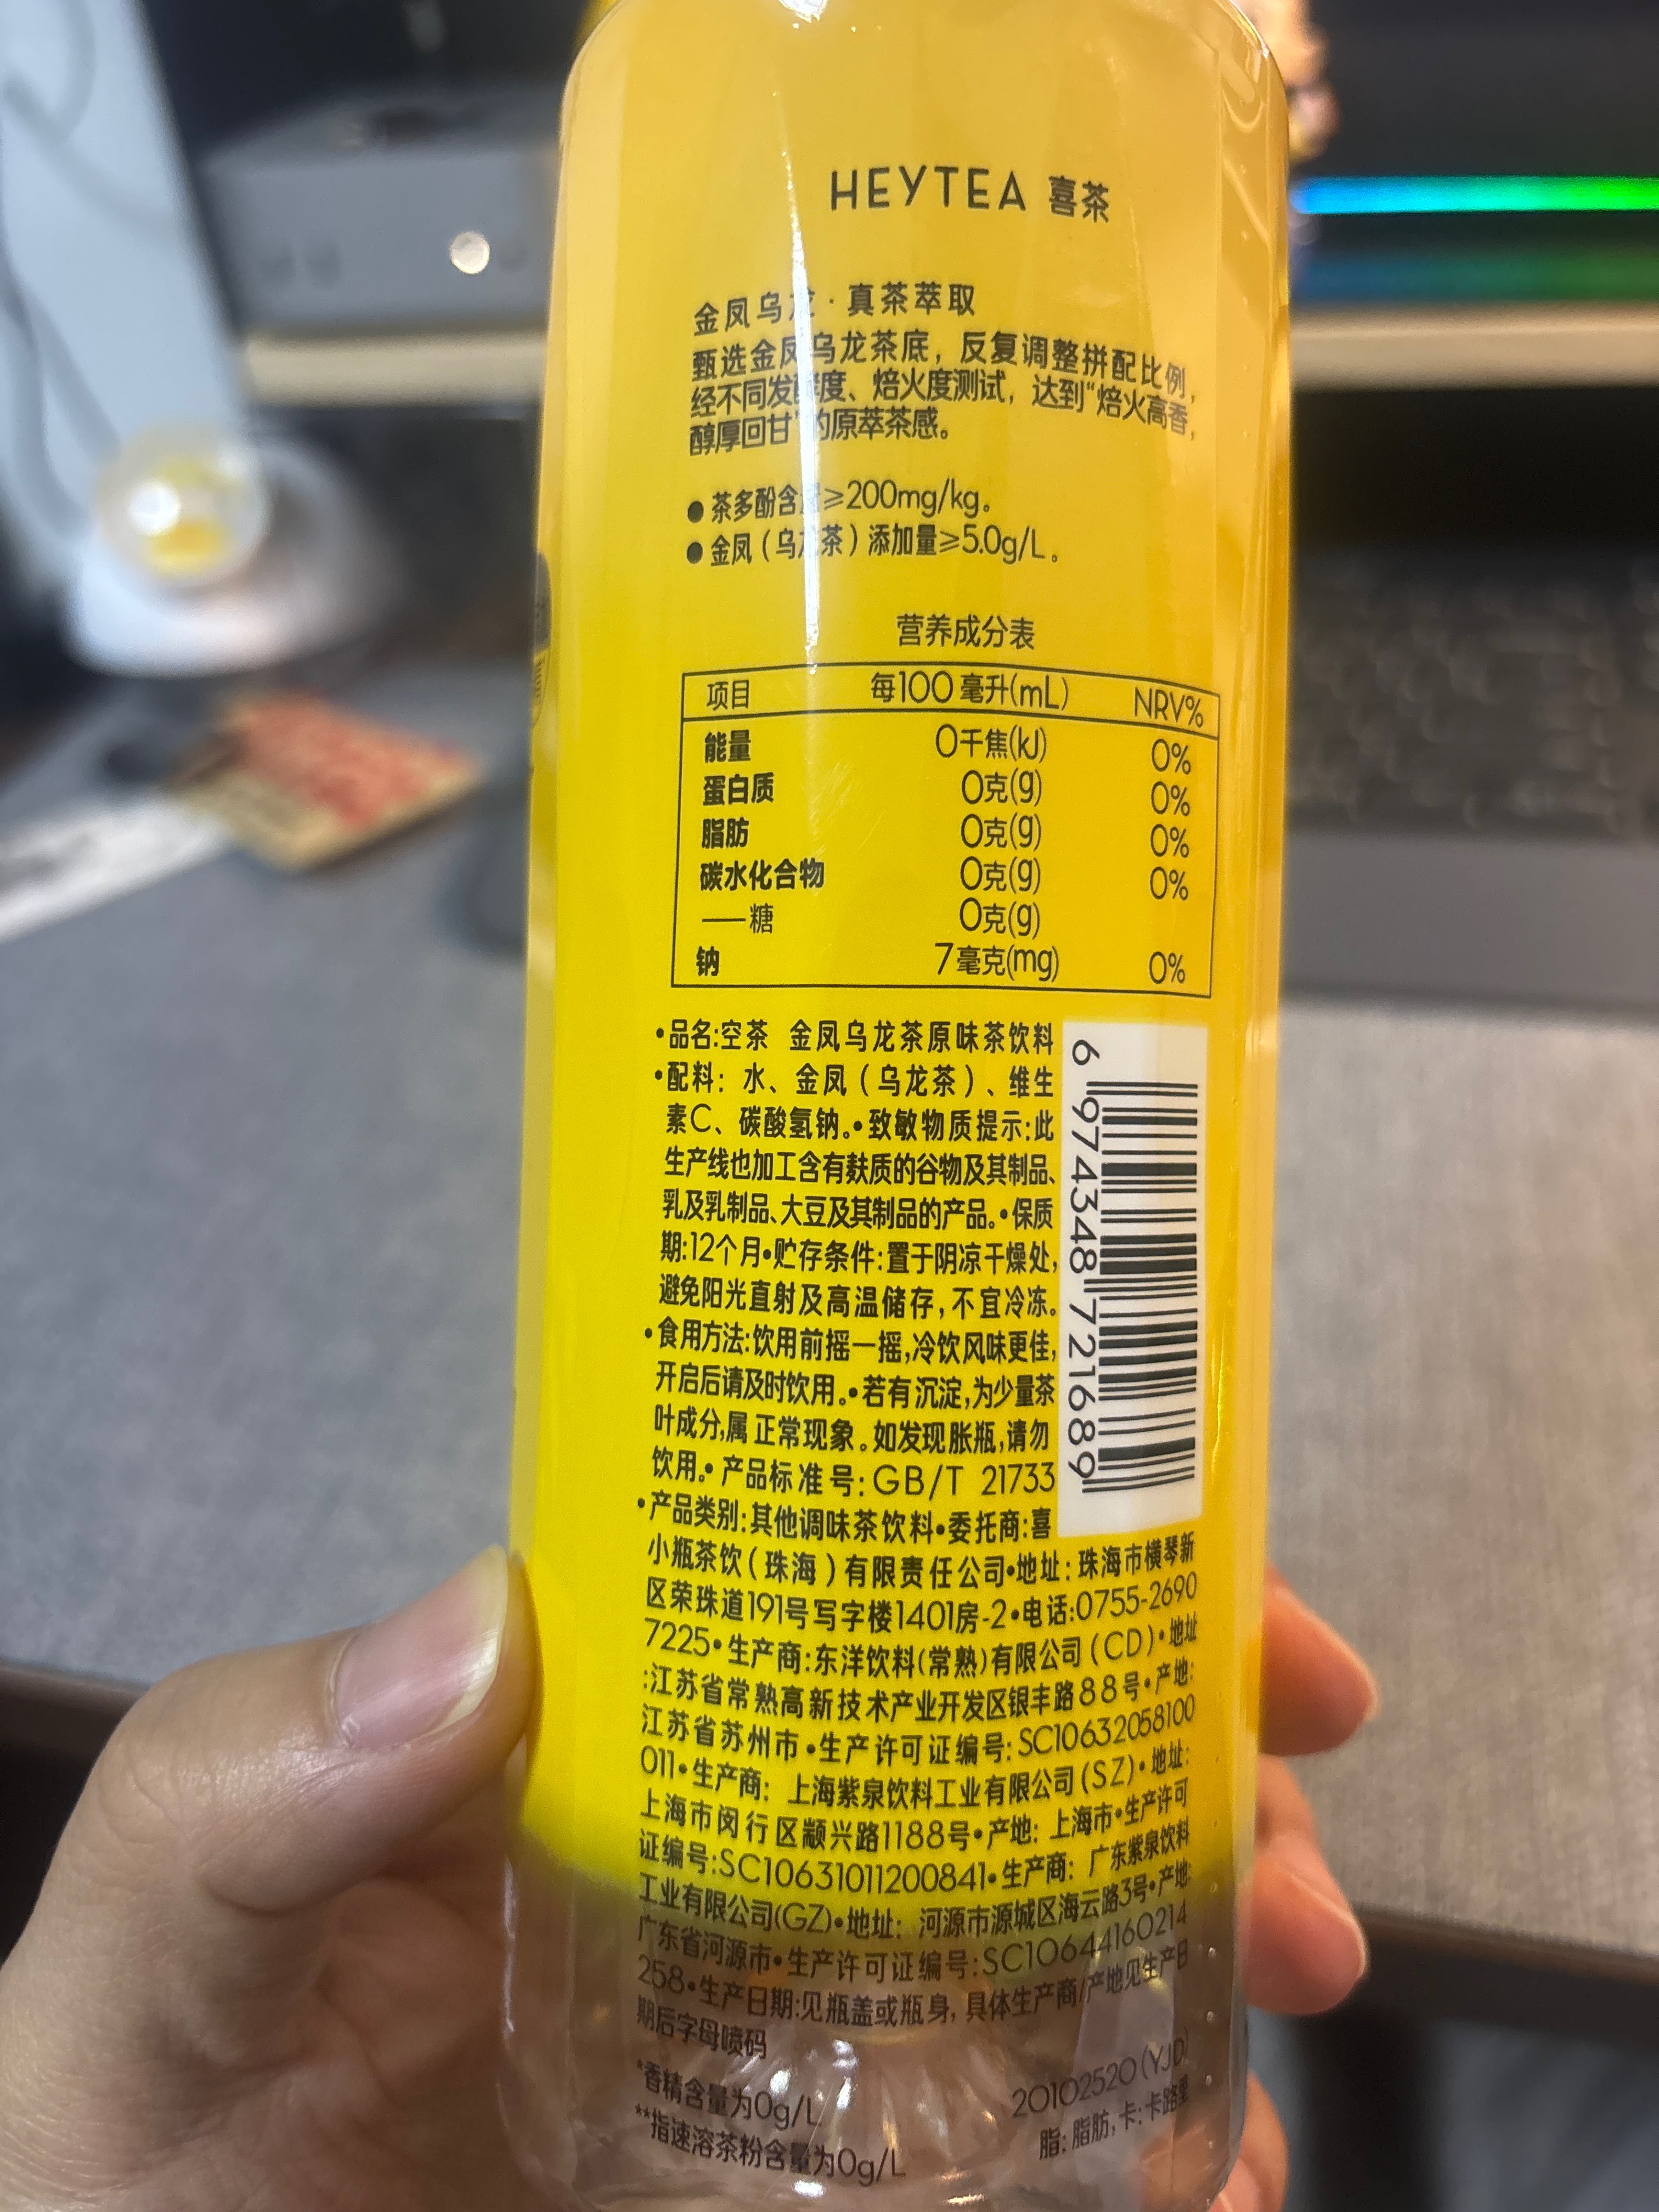 HEYTEA 喜茶
金凤乌龙·真茶萃取
甄选金凤乌龙茶底，反复调整拼配比例，
经不同发酵度、焙火度测试，达到“焙火高香，
醇厚回甘”的原萃茶感。
●茶多酚含量≥200mg/kg。
●金凤（乌龙茶）添加量≥5.0g/L。
营养成分表
项目 每100毫升(mL) NRV%
能量 0千焦(kJ) 0%
蛋白质 0克(g) 0%
脂肪 0克(g) 0%
碳水化合物 0克(g) 0%
——糖 0克(g)
钠 7毫克(mg) 0%
•品名:空茶 金凤乌龙茶原味茶饮料
•配料：水、金凤（乌龙茶）、维生
素C、碳酸氢钠。•致敏物质提示:此
生产线也加工含有麸质的谷物及其制品、
乳及乳制品、大豆及其制品的产品。•保质
期:12个月•贮存条件:置于阴凉干燥处,
避免阳光直射及高温储存,不宜冷冻。
•食用方法:饮用前摇一摇,冷饮风味更佳,
开启后请及时饮用。•若有沉淀,为少量茶
叶成分,属正常现象。如发现胀瓶,请勿
饮用。•产品标准号:GB/T 21733
•产品类别:其他调味茶饮料•委托商:喜
小瓶茶饮（珠海）有限责任公司•地址：珠海市横琴新
区荣珠道191号写字楼1401房-2•电话:0755-2690
7225•生产商:东洋饮料(常熟)有限公司(CD)•地址
:江苏省常熟高新技术产业开发区银丰路88号•产地:
江苏省苏州市•生产许可证编号:SC10632058100
011•生产商：上海紫泉饮料工业有限公司(SZ)•地址:
上海市闵行区颛兴路1188号•产地：上海市•生产许可
证编号:SC10631011200841•生产商：广东紫泉饮料
工业有限公司(GZ)•地址：河源市源城区海云路3号•产地:
广东省河源市•生产许可证编号:SC10644160214
258•生产日期:见瓶盖或瓶身,具体生产商/产地见生产日
期后字母喷码
*香精含量为0g/L
**指速溶茶粉含量为0g/L
20102520(YJD)
脂:脂肪,卡:卡路里
6 974348 721689